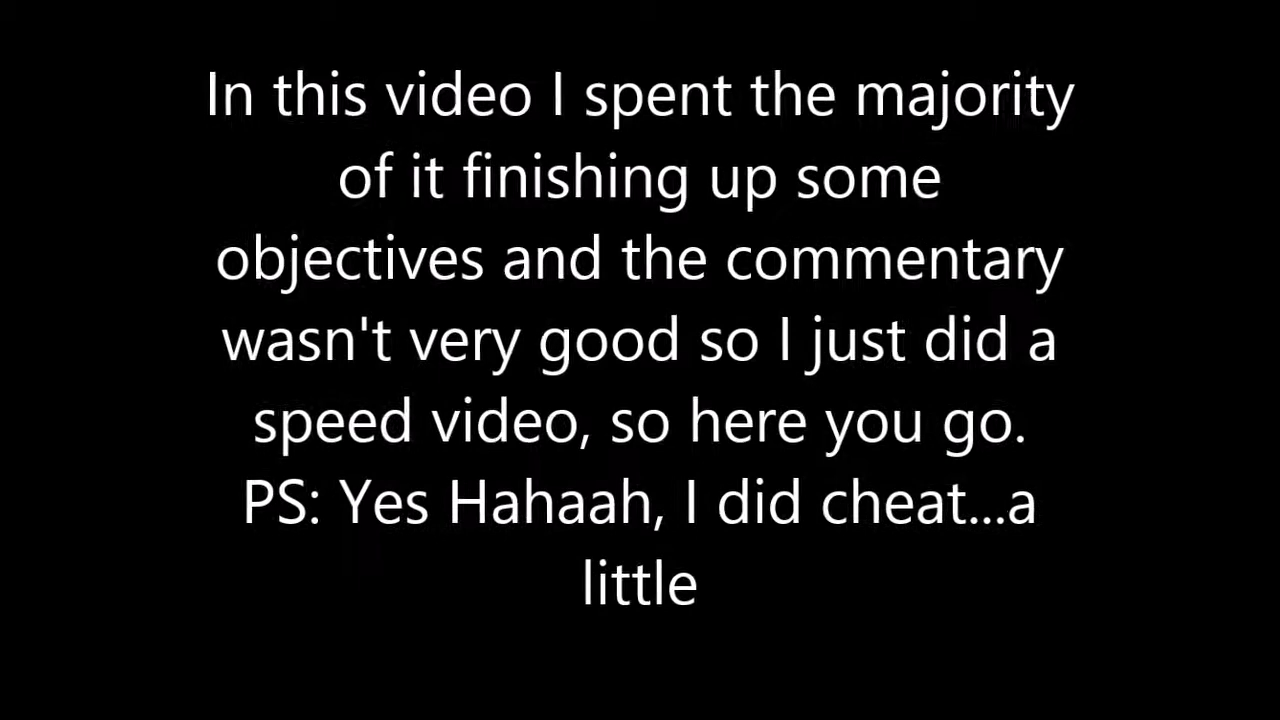 In this video I spent the majority
of it finishing up some
objectives and the commentary
wasn't very good so I just did a
speed video, so here you go.
PS: Yes Hahaah, I did cheat...a
little